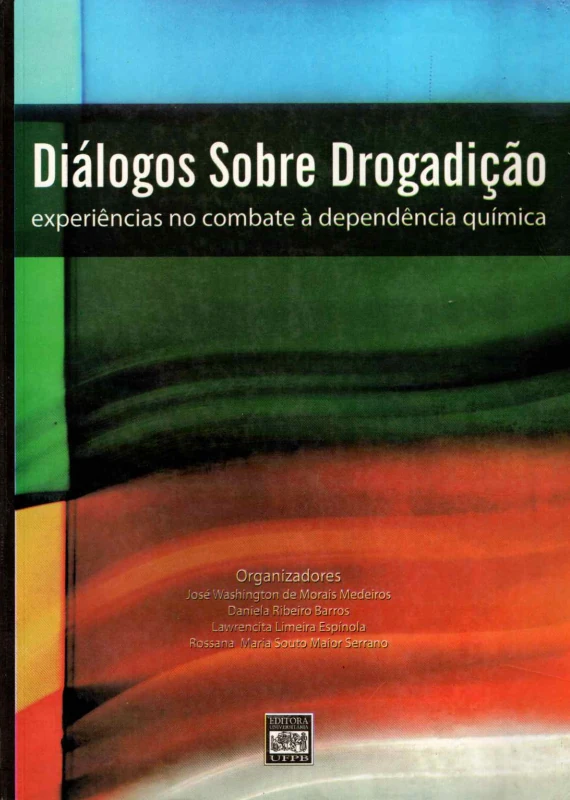 Diálogos Sobre Drogadição
experiências no combate à dependência química
Organizadores
José Washington de Morais Medeiros
Daniela Ribeiro Barros
Lawrencita Limeira Espínola
Rossana Maria Souto Maior Serrano
EDITORA
UNIVERSITÁRIA
UFPB